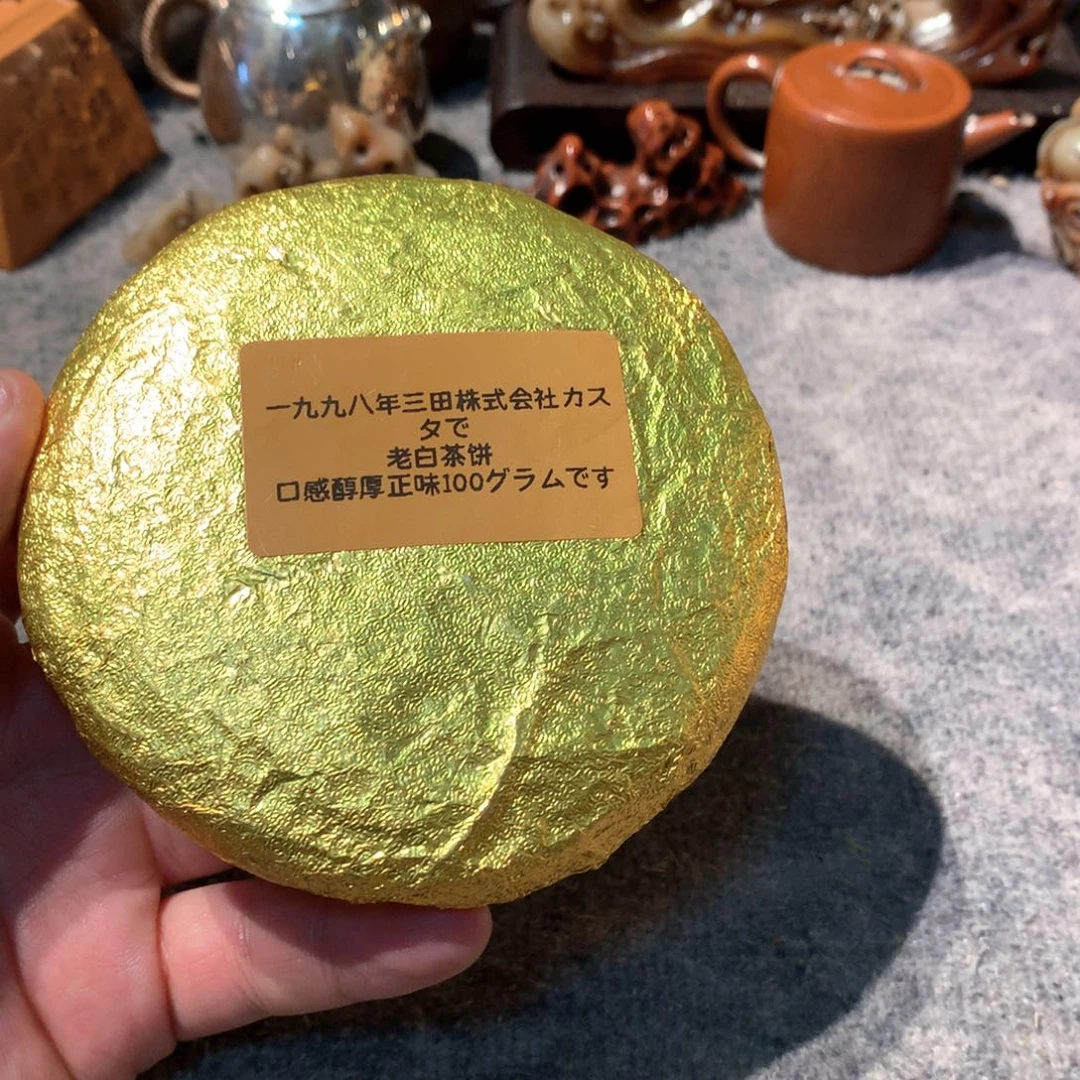 一九九八年三田株式会社カス
タで
老白茶饼
口感醇厚正味100グラムです